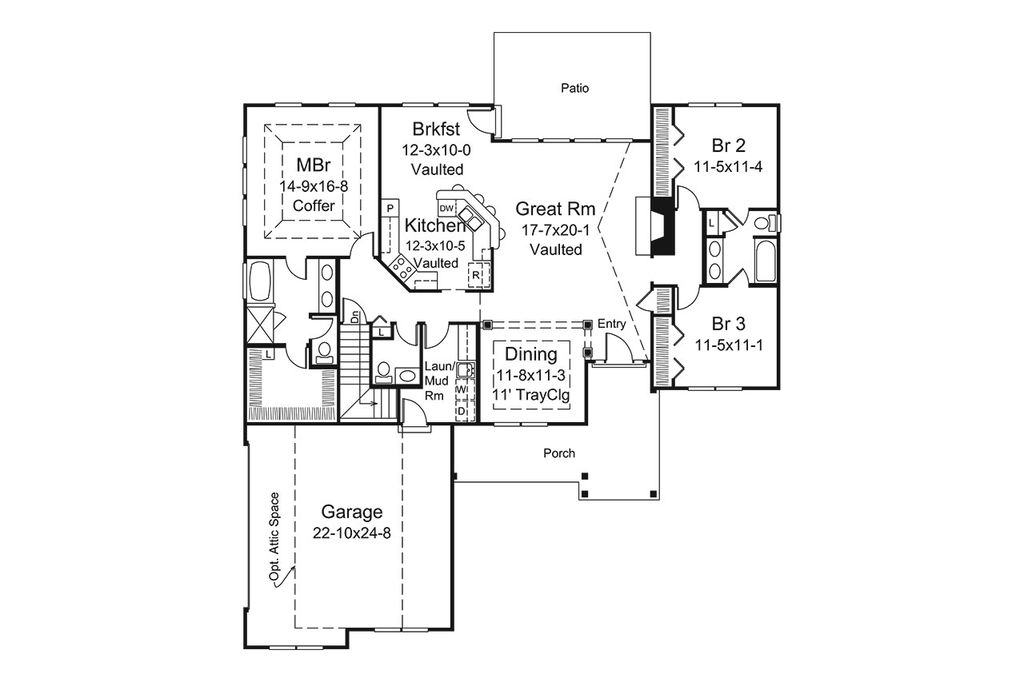 Patio
Brkfst
12-3x10-0
Vaulted
MBr
14-9x16-8
Coffer
Br 2
11-5x11-4
P
DW
Kitchen
12-3x10-5
Vaulted
R
Great Rm
17-7x20-1
Vaulted
L
Dn
L
Entry
Br 3
11-5x11-1
L
Laun/
Mud
Rm
W
D
Dining
11-8x11-3
11' TrayClg
Porch
Garage
22-10x24-8
Opt. Attic Space